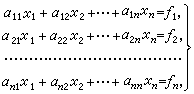 a₁₁x₁ + a₁₂x₂ + ⋯ + a₁ₙxₙ = f₁,
a₂₁x₁ + a₂₂x₂ + ⋯ + a₂ₙxₙ = f₂,
.................................
aₙ₁x₁ + aₙ₂x₂ + ⋯ + aₙₙxₙ = fₙ,